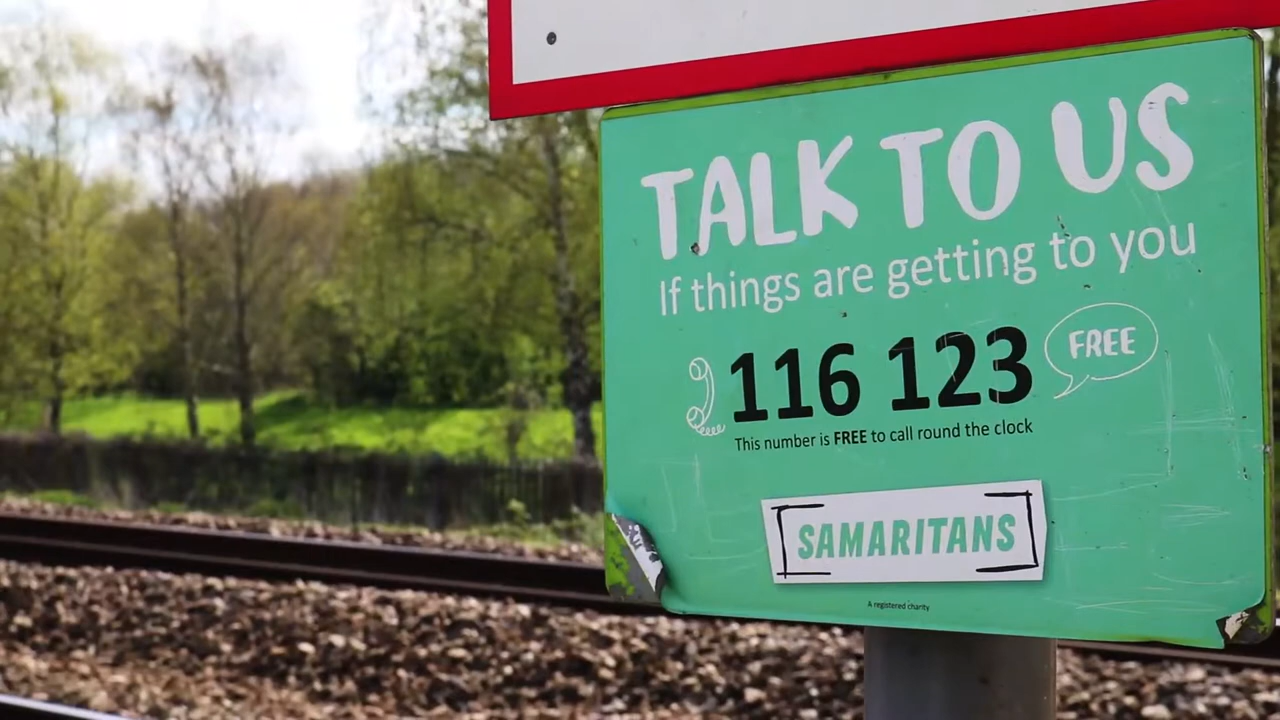 TALK TO US
If things are getting to you
116 123 FREE
This number is FREE to call round the clock
SAMARITANS
A registered charity